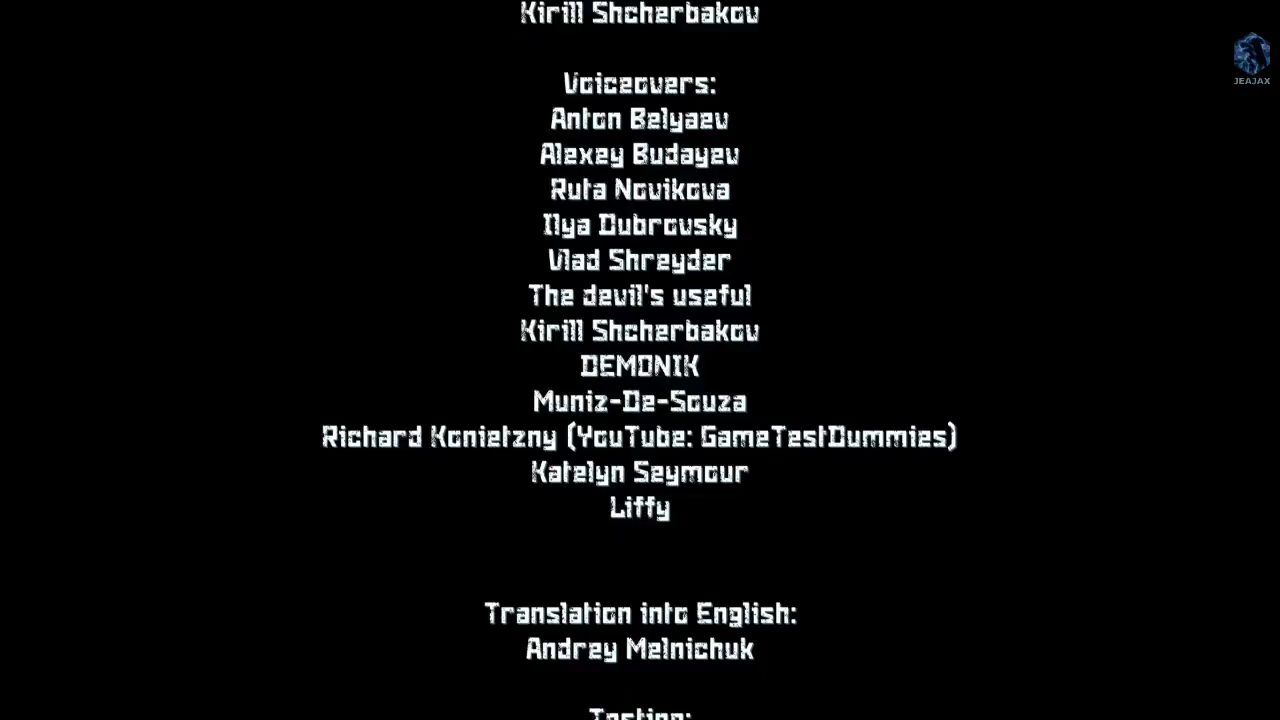 Kirill Shcherbakov
JEAJAX
Voiceovers:
Anton Belyaev
Alexey Budayev
Ruta Novikova
Ilya Dubrovsky
Vlad Shreyder
The devil's useful
Kirill Shcherbakov
DEMONIK
Muniz-De-Souza
Richard Konietzny (YouTube: GameTestDummies)
Katelyn Seymour
Liffy
Translation into English:
Andrey Melnichuk
Testing: